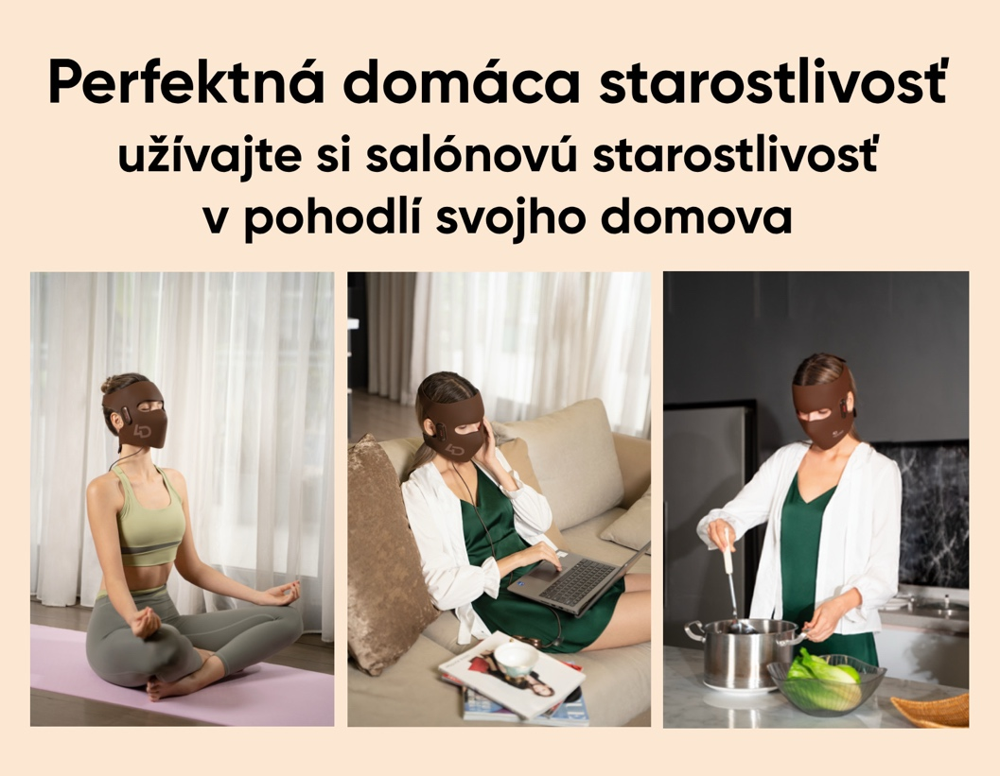 Perfektná domáca starostlivosť
užívajte si salónovú starostlivosť
v pohodlí svojho domova